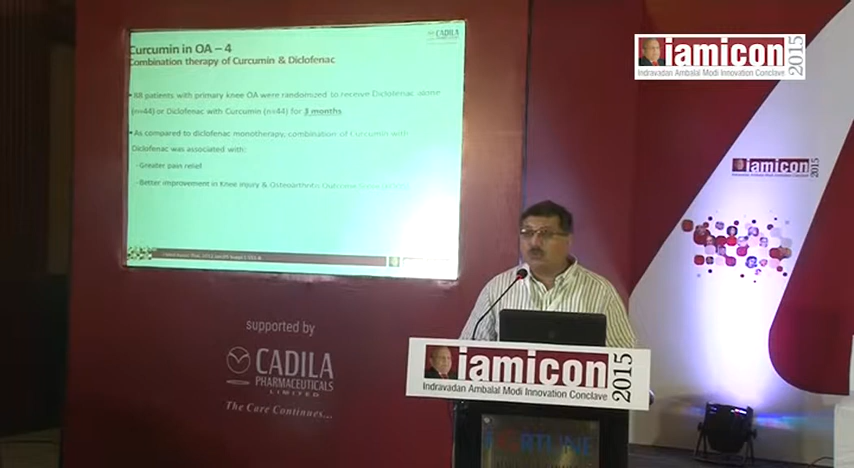 Curcumin in OA – 4
Combination therapy of Curcumin & Diclofenac
CADILA
88 patients with primary knee OA were randomized to receive Diclofenac alone
(n=44) or Diclofenac with Curcumin (n=44) for 3 months
As compared to diclofenac monotherapy, combination of Curcumin with
Diclofenac was associated with:
-Greater pain relief
-Better improvement in Knee injury & Osteoarthritis Outcome
iamicon 2015
Indravadan Ambalal Modi Innovation Conclave
iamicon 2015
Indravadan Ambalal Modi Innovation Conclave
supported by
CADILA
PHARMACEUTICALS
LIMITED
The Care Continues...
iamicon 2015
Indravadan Ambalal Modi Innovation Conclave
FORTUNE